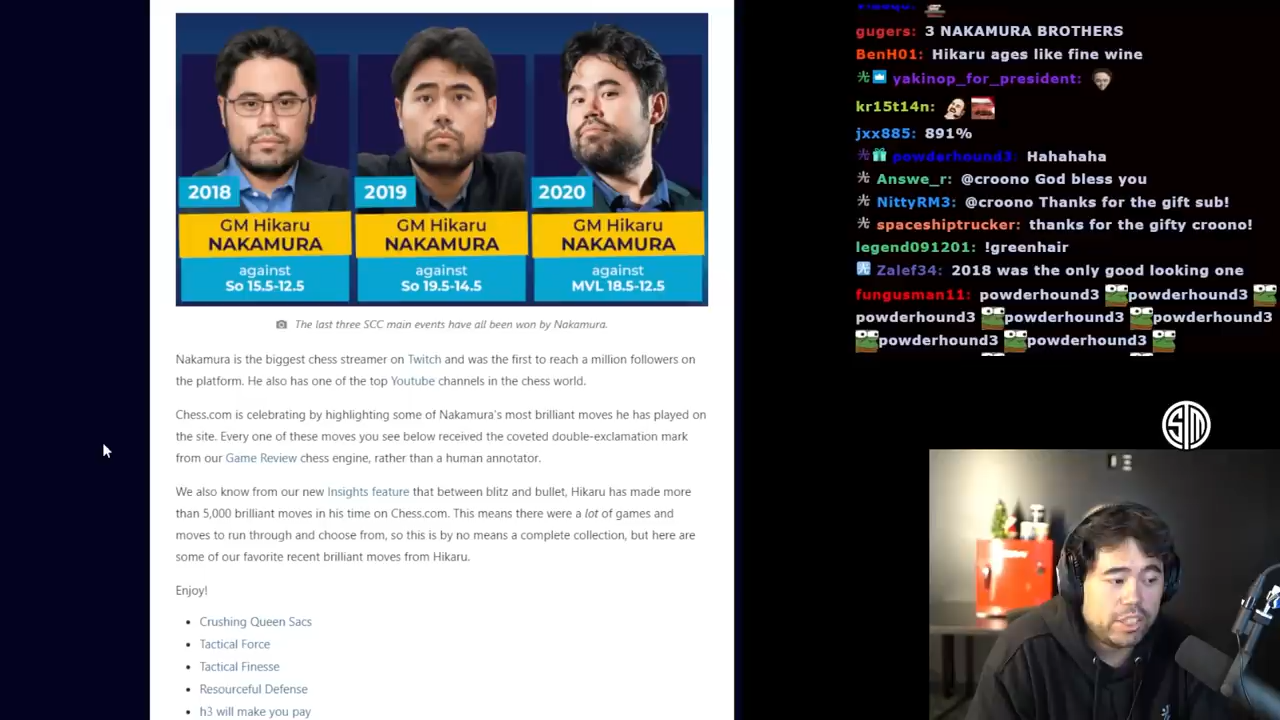 2018
GM Hikaru
NAKAMURA
against
So 15.5-12.5
2019
GM Hikaru
NAKAMURA
against
So 19.5-14.5
2020
GM Hikaru
NAKAMURA
against
MVL 18.5-12.5
The last three SCC main events have all been won by Nakamura.
Nakamura is the biggest chess streamer on Twitch and was the first to reach a million followers on
the platform. He also has one of the top Youtube channels in the chess world.
Chess.com is celebrating by highlighting some of Nakamura's most brilliant moves he has played on
the site. Every one of these moves you see below received the coveted double-exclamation mark
from our Game Review chess engine, rather than a human annotator.
We also know from our new Insights feature that between blitz and bullet, Hikaru has made more
than 5,000 brilliant moves in his time on Chess.com. This means there were a lot of games and
moves to run through and choose from, so this is by no means a complete collection, but here are
some of our favorite recent brilliant moves from Hikaru.
Enjoy!
• Crushing Queen Sacs
• Tactical Force
• Tactical Finesse
• Resourceful Defense
• h3 will make you pay
gugers: 3 NAKAMURA BROTHERS
BenH01: Hikaru ages like fine wine
yakinop_for_president:
kr15t14n:
jxx885: 891%
powderhound3: Hahahaha
Answe_r: @croono God bless you
NittyRM3: @croono Thanks for the gift sub!
spaceshiptrucker: thanks for the gifty croono!
legend091201: !greenhair
Zalef34: 2018 was the only good looking one
fungusman11: powderhound3 powderhound3
powderhound3 powderhound3 powderhound3
powderhound3 powderhound3
TSM